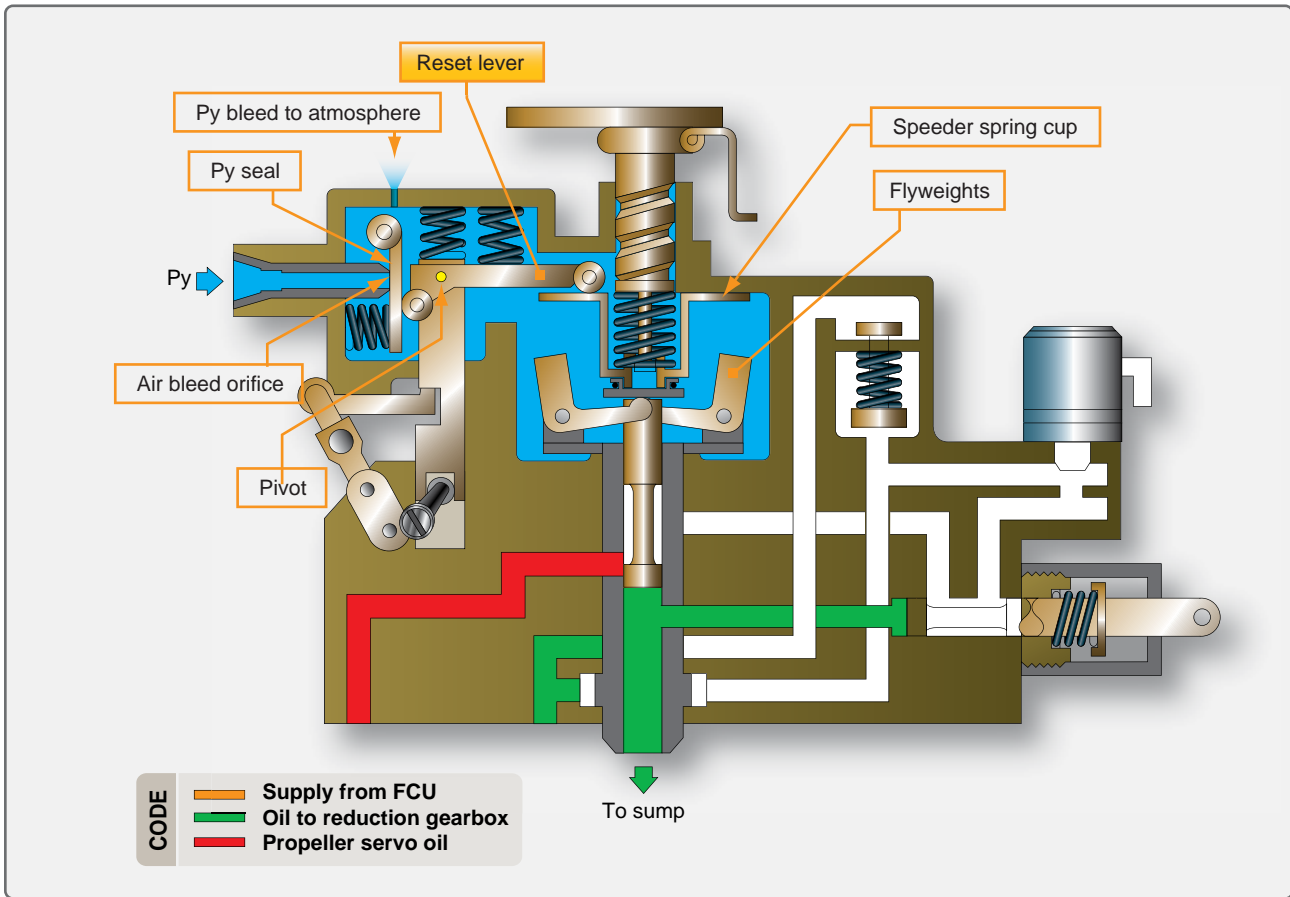 Reset lever
Py bleed to atmosphere
Speeder spring cup
Py seal
Flyweights
Py
Air bleed orifice
Pivot
CODE
Supply from FCU
Oil to reduction gearbox
Propeller servo oil
To sump